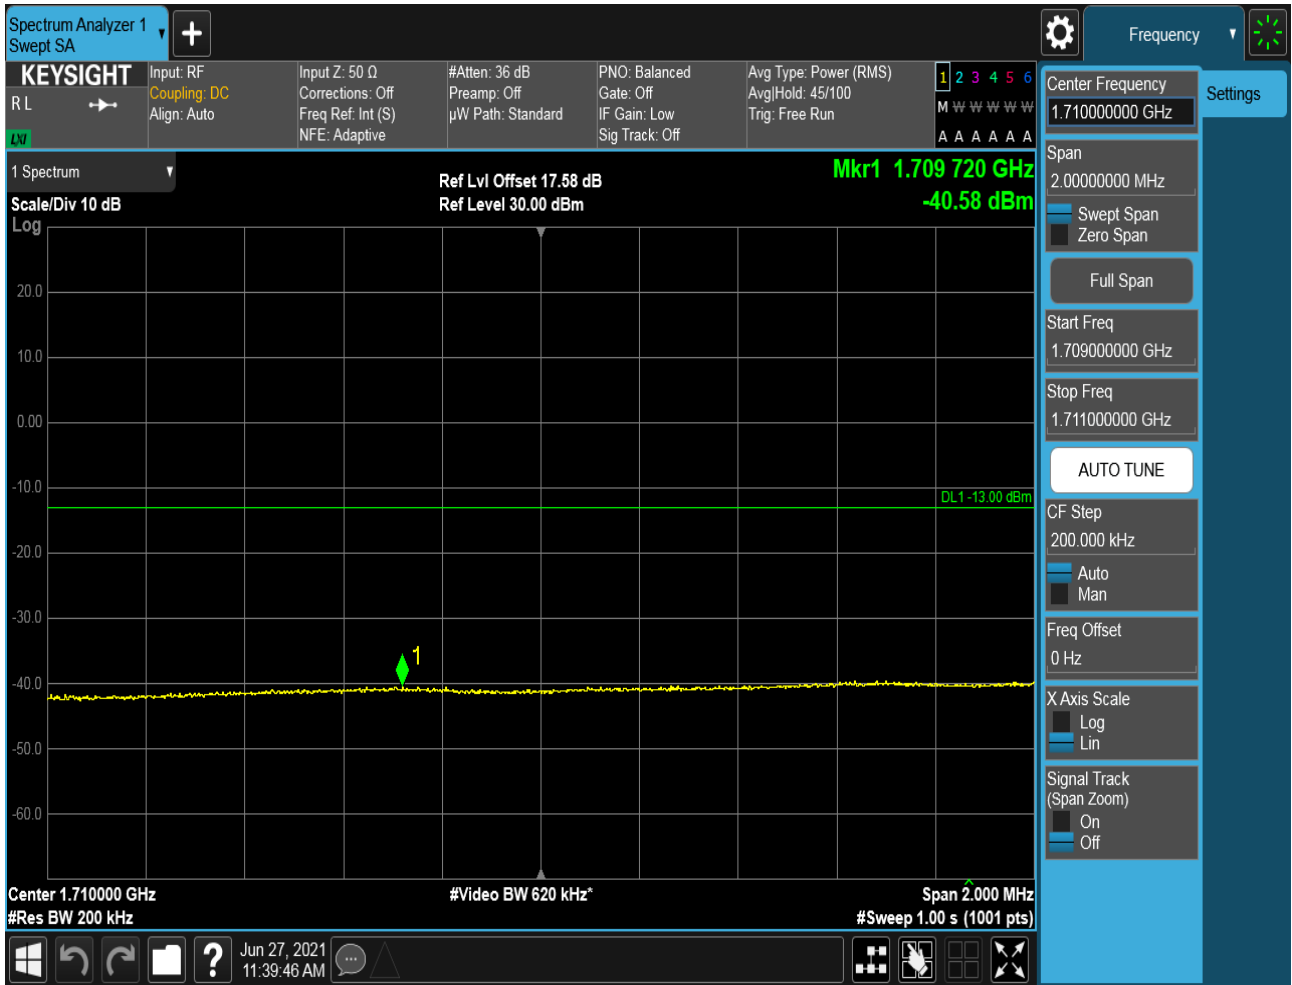 Spectrum Analyzer 1
Swept SA
Frequency
KEYSIGHT
R L
LXI
Input: RF
Coupling: DC
Align: Auto
Input Z: 50 Ω
Corrections: Off
Freq Ref: Int (S)
NFE: Adaptive
#Atten: 36 dB
Preamp: Off
µW Path: Standard
PNO: Balanced
Gate: Off
IF Gain: Low
Sig Track: Off
Avg Type: Power (RMS)
Avg|Hold: 45/100
Trig: Free Run
1 2 3 4 5 6
M W W W W W
A A A A A A
1 Spectrum
Scale/Div 10 dB
Log
Ref Lvl Offset 17.58 dB
Ref Level 30.00 dBm
Mkr1 1.709 720 GHz
-40.58 dBm
20.0
10.0
0.00
-10.0
-20.0
-30.0
-40.0
-50.0
-60.0
DL1 -13.00 dBm
1
Center 1.710000 GHz
#Res BW 200 kHz
#Video BW 620 kHz*
Span 2.000 MHz
#Sweep 1.00 s (1001 pts)
Jun 27, 2021
11:39:46 AM
?
Center Frequency
1.710000000 GHz
Settings
Span
2.00000000 MHz
Swept Span
Zero Span
Full Span
Start Freq
1.709000000 GHz
Stop Freq
1.711000000 GHz
AUTO TUNE
CF Step
200.000 kHz
Auto
Man
Freq Offset
0 Hz
X Axis Scale
Log
Lin
Signal Track
(Span Zoom)
On
Off